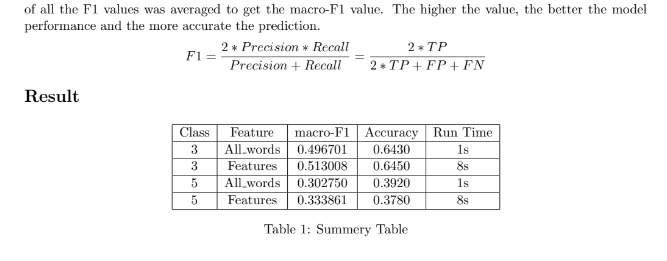 of all the F1 values was averaged to get the macro-F1 value. The higher the value, the better the model
performance and the more accurate the prediction.
F1 = 2 * Precision * Recall / Precision + Recall = 2 * TP / 2 * TP + FP + FN
Result
Class Feature macro-F1 Accuracy Run Time
3 All_words 0.496701 0.6430 1s
3 Features 0.513008 0.6450 8s
5 All_words 0.302750 0.3920 1s
5 Features 0.333861 0.3780 8s
Table 1: Summery Table